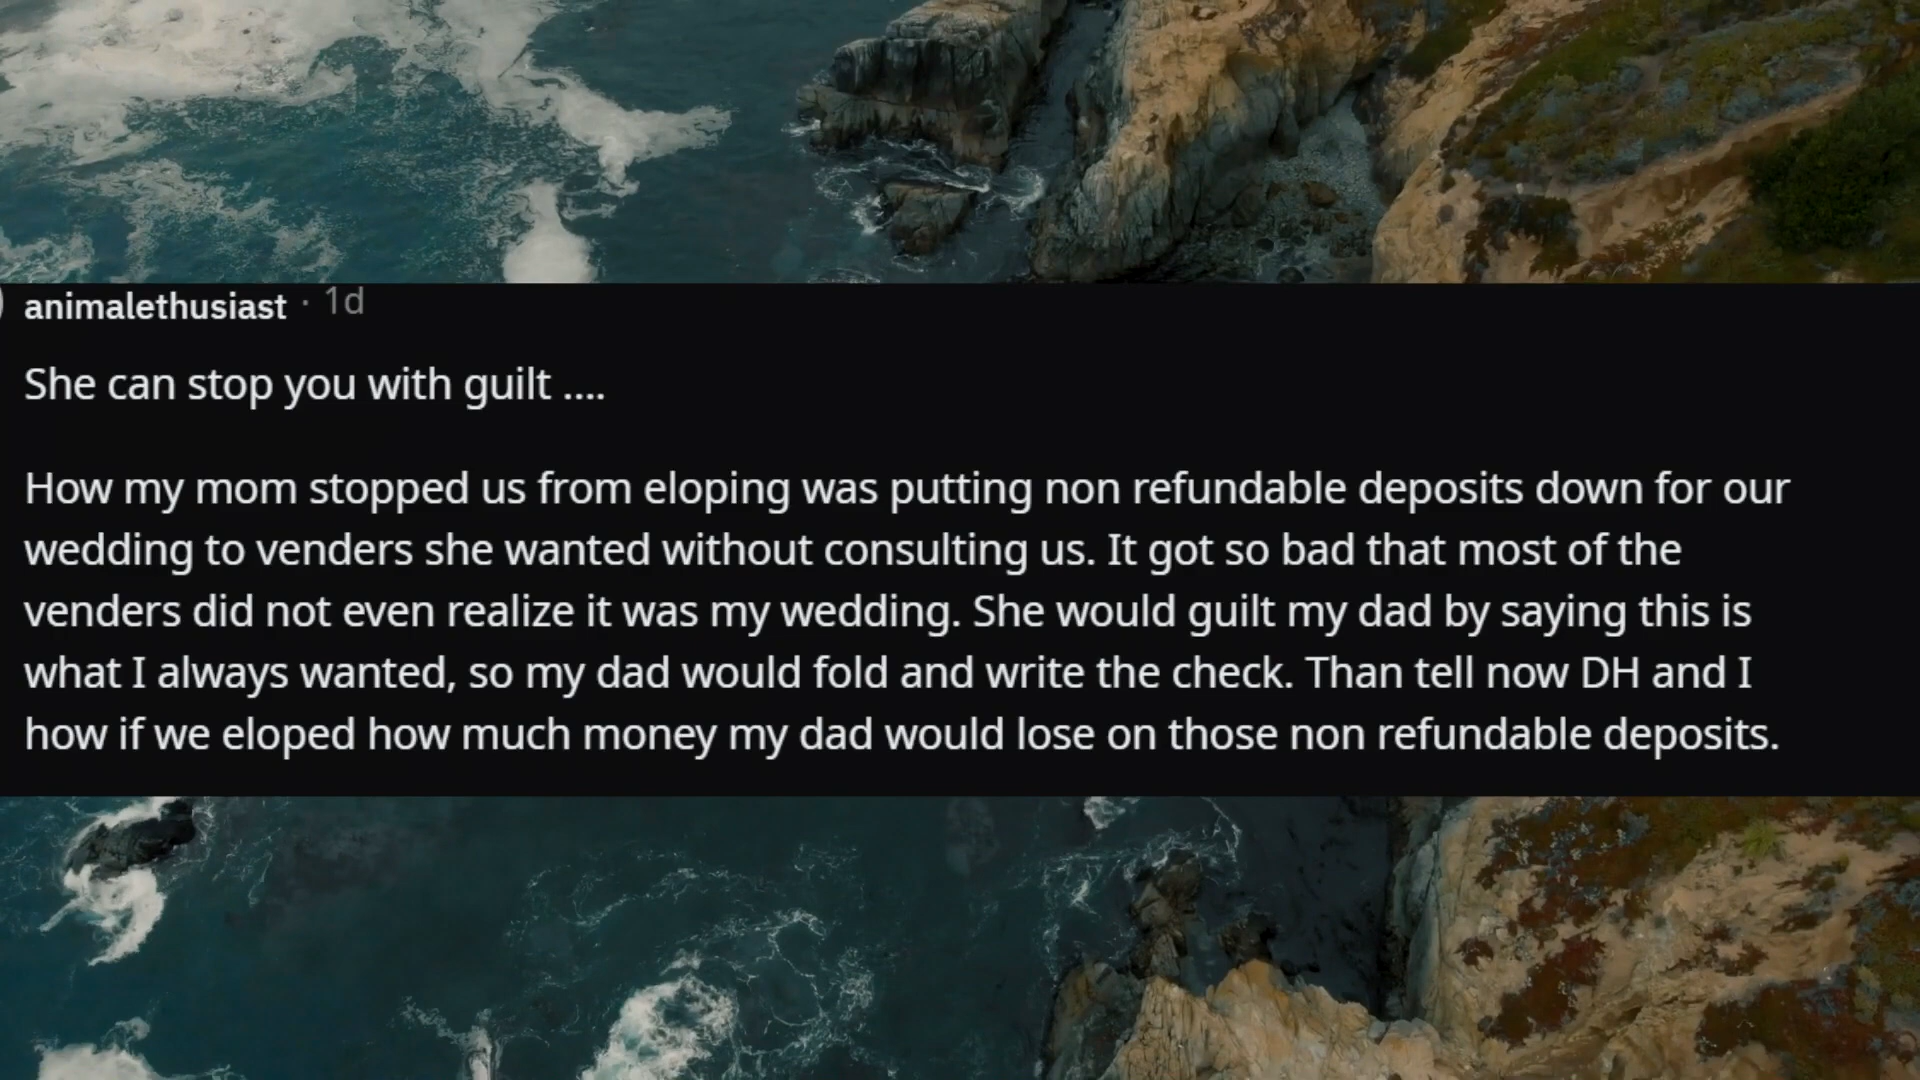 animalethusiast · 1d
She can stop you with guilt ....
How my mom stopped us from eloping was putting non refundable deposits down for our
wedding to venders she wanted without consulting us. It got so bad that most of the
venders did not even realize it was my wedding. She would guilt my dad by saying this is
what I always wanted, so my dad would fold and write the check. Than tell now DH and I
how if we eloped how much money my dad would lose on those non refundable deposits.